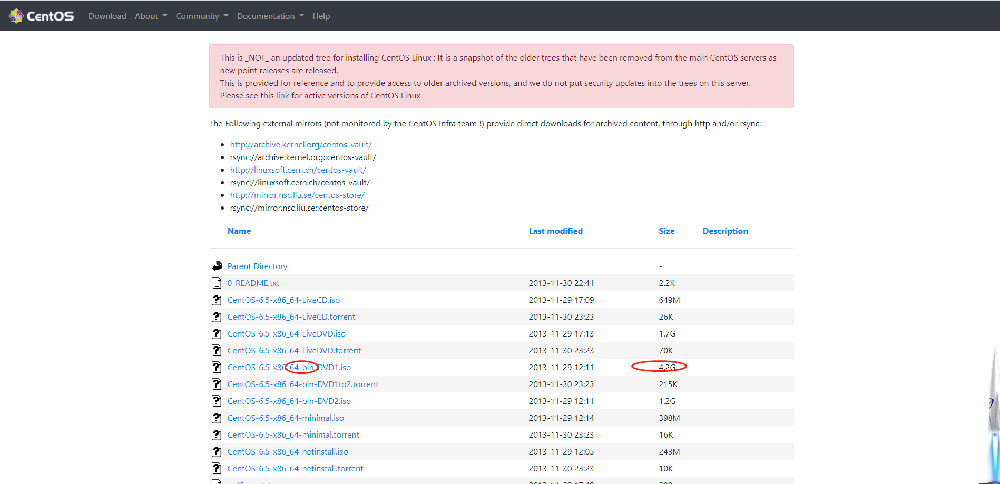 CentOS Download About Community Documentation Help
This is _NOT_ an updated tree for installing CentOS Linux : It is a snapshot of the older trees that have been removed from the main CentOS servers as
new point releases are released.
This is provided for reference and to provide access to older archived versions, and we do not put security updates into the trees on this server.
Please see this link for active versions of CentOS Linux
The Following external mirrors (not monitored by the CentOS Infra team !) provide direct downloads for archived content, through http and/or rsync:
http://archive.kernel.org/centos-vault/
rsync://archive.kernel.org::centos-vault/
http://linuxsoft.cern.ch/centos-vault/
rsync://linuxsoft.cern.ch/centos-vault/
http://mirror.nsc.liu.se/centos-store/
rsync://mirror.nsc.liu.se::centos-store/
Name Last modified Size Description
Parent Directory -
0_README.txt 2013-11-30 22:41 2.2K
CentOS-6.5-x86_64-LiveCD.iso 2013-11-29 17:09 649M
CentOS-6.5-x86_64-LiveCD.torrent 2013-11-30 23:23 26K
CentOS-6.5-x86_64-LiveDVD.iso 2013-11-29 17:13 1.7G
CentOS-6.5-x86_64-LiveDVD.torrent 2013-11-30 23:23 70K
CentOS-6.5-x86_64-bin-DVD1.iso 2013-11-29 12:11 4.2G
CentOS-6.5-x86_64-bin-DVD1to2.torrent 2013-11-30 23:23 215K
CentOS-6.5-x86_64-bin-DVD2.iso 2013-11-29 12:11 1.2G
CentOS-6.5-x86_64-minimal.iso 2013-11-29 12:14 398M
CentOS-6.5-x86_64-minimal.torrent 2013-11-30 23:23 16K
CentOS-6.5-x86_64-netinstall.iso 2013-11-29 12:05 243M
CentOS-6.5-x86_64-netinstall.torrent 2013-11-30 23:23 10K